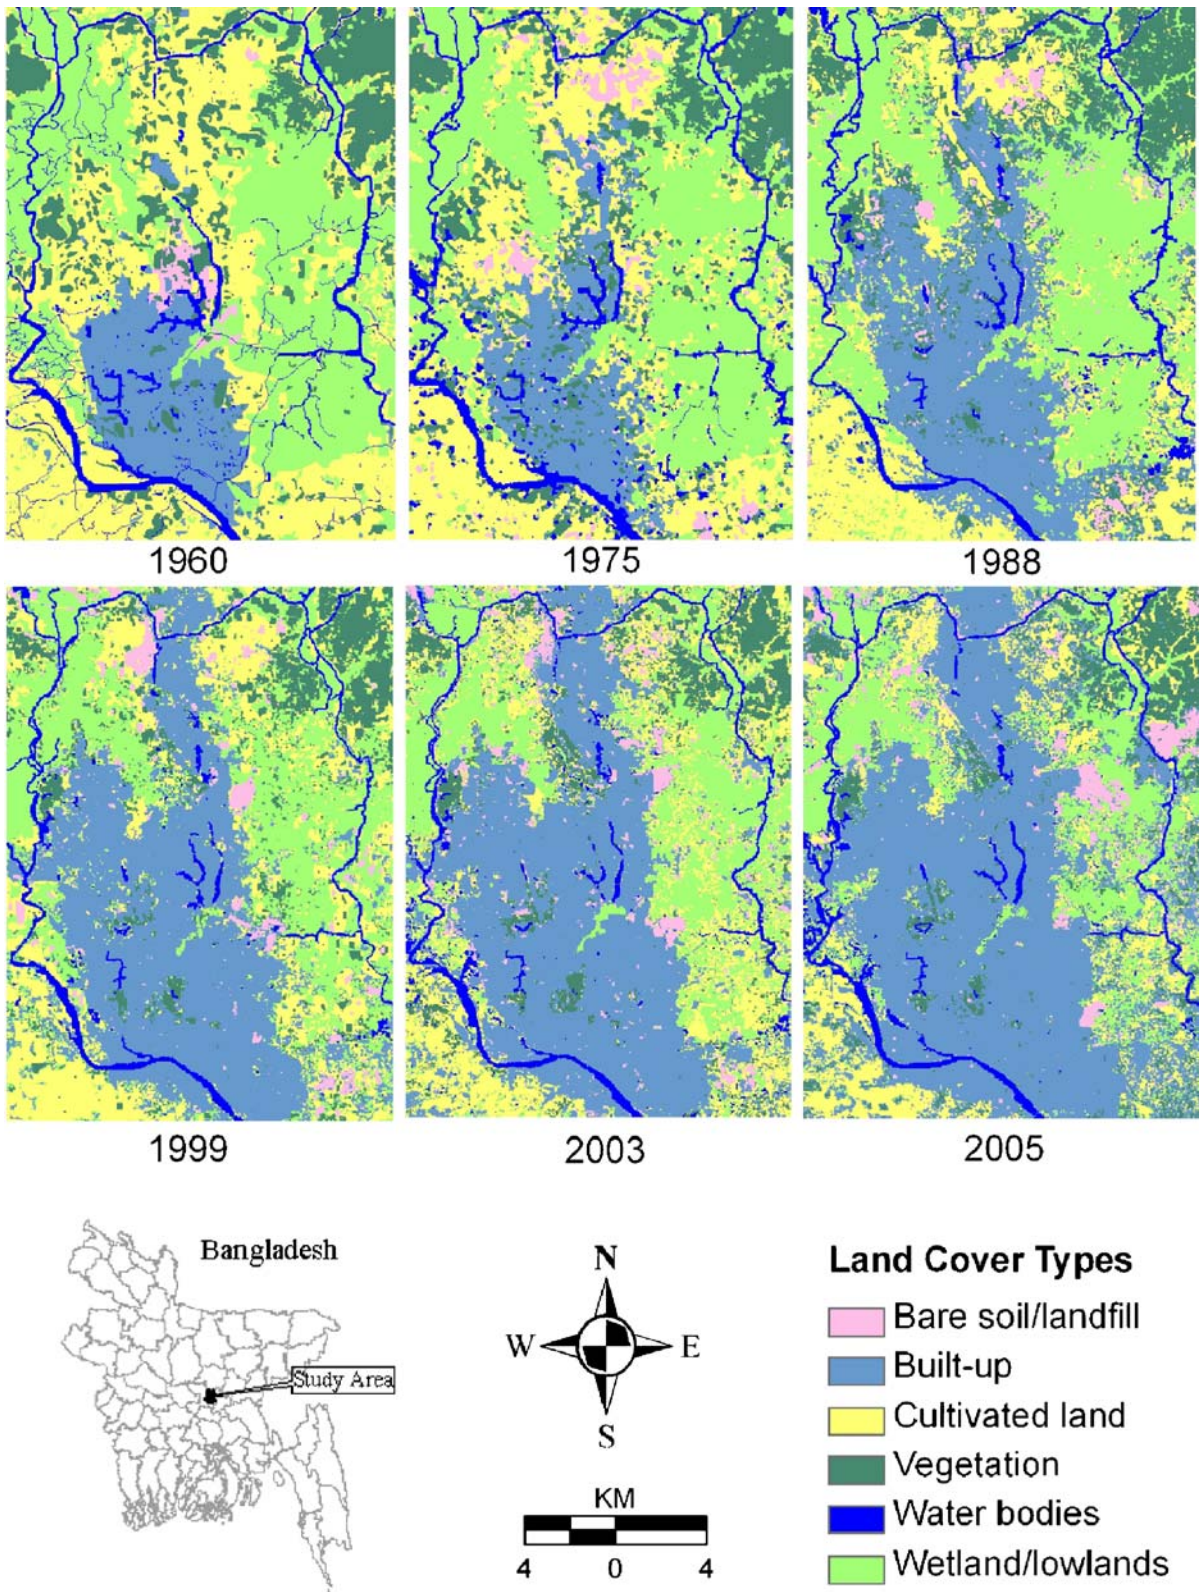 1960 1975 1988
1999 2003 2005
Bangladesh
Study Area
N
W E
S
KM
4 0 4
Land Cover Types
Bare soil/landfill
Built-up
Cultivated land
Vegetation
Water bodies
Wetland/lowlands